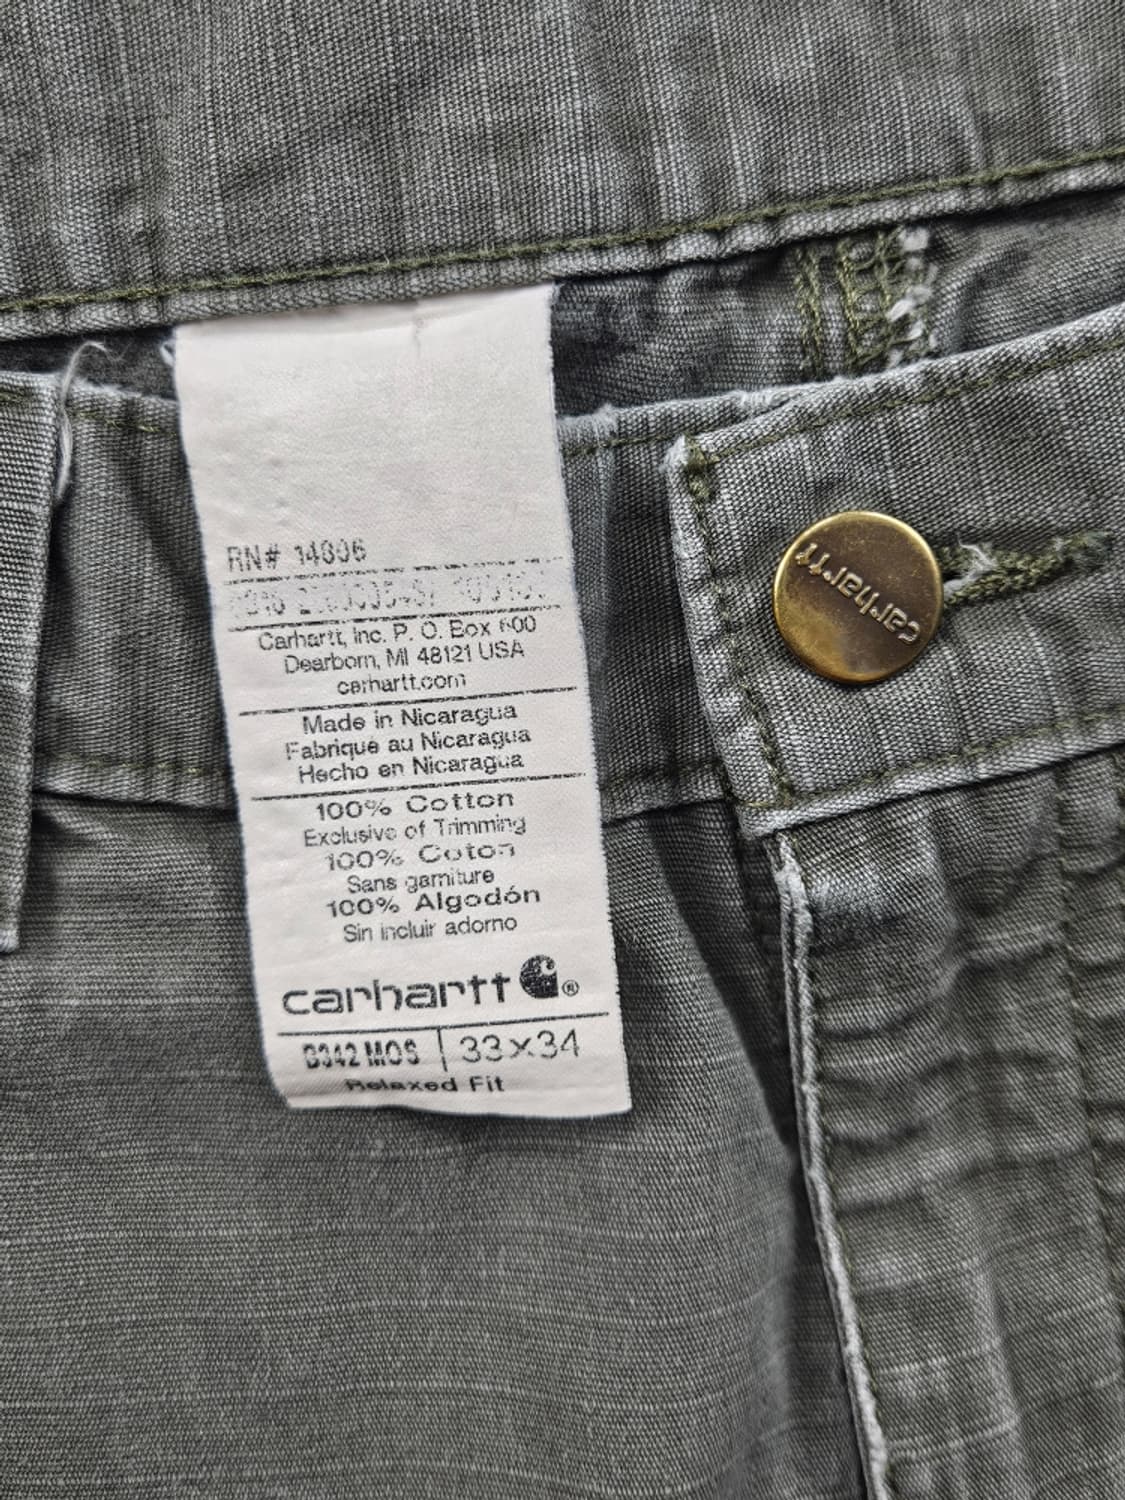 RN# 14806
Carhartt, Inc. P. O. Box 600
Dearborn, MI 48121 USA
carhartt.com
Made in Nicaragua
Fabriqué au Nicaragua
Hecho en Nicaragua
100% Cotton
Exclusive of Trimming
100% Coton
Sans garniture
100% Algodón
Sin incluir adorno
carhartt ®
B342 MOS | 33x34
Relaxed Fit
carhartt